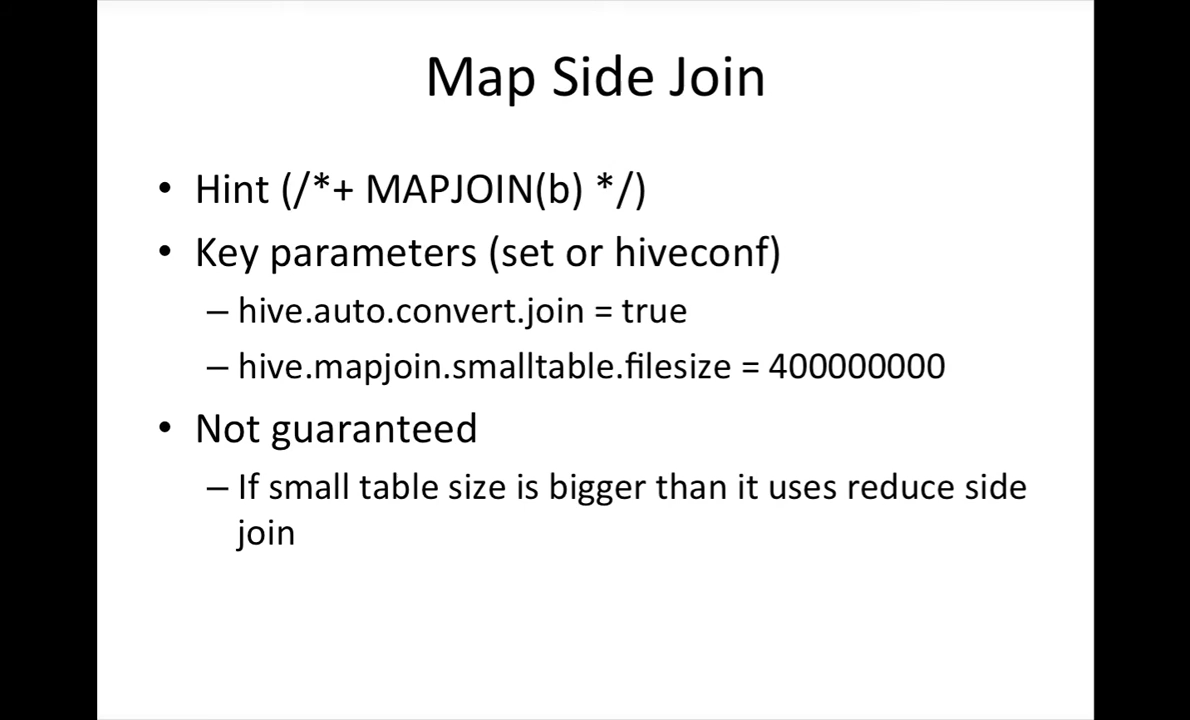 Map Side Join
• Hint (/*+ MAPJOIN(b) */)
• Key parameters (set or hiveconf)
– hive.auto.convert.join = true
– hive.mapjoin.smalltable.filesize = 400000000
• Not guaranteed
– If small table size is bigger than it uses reduce side
join